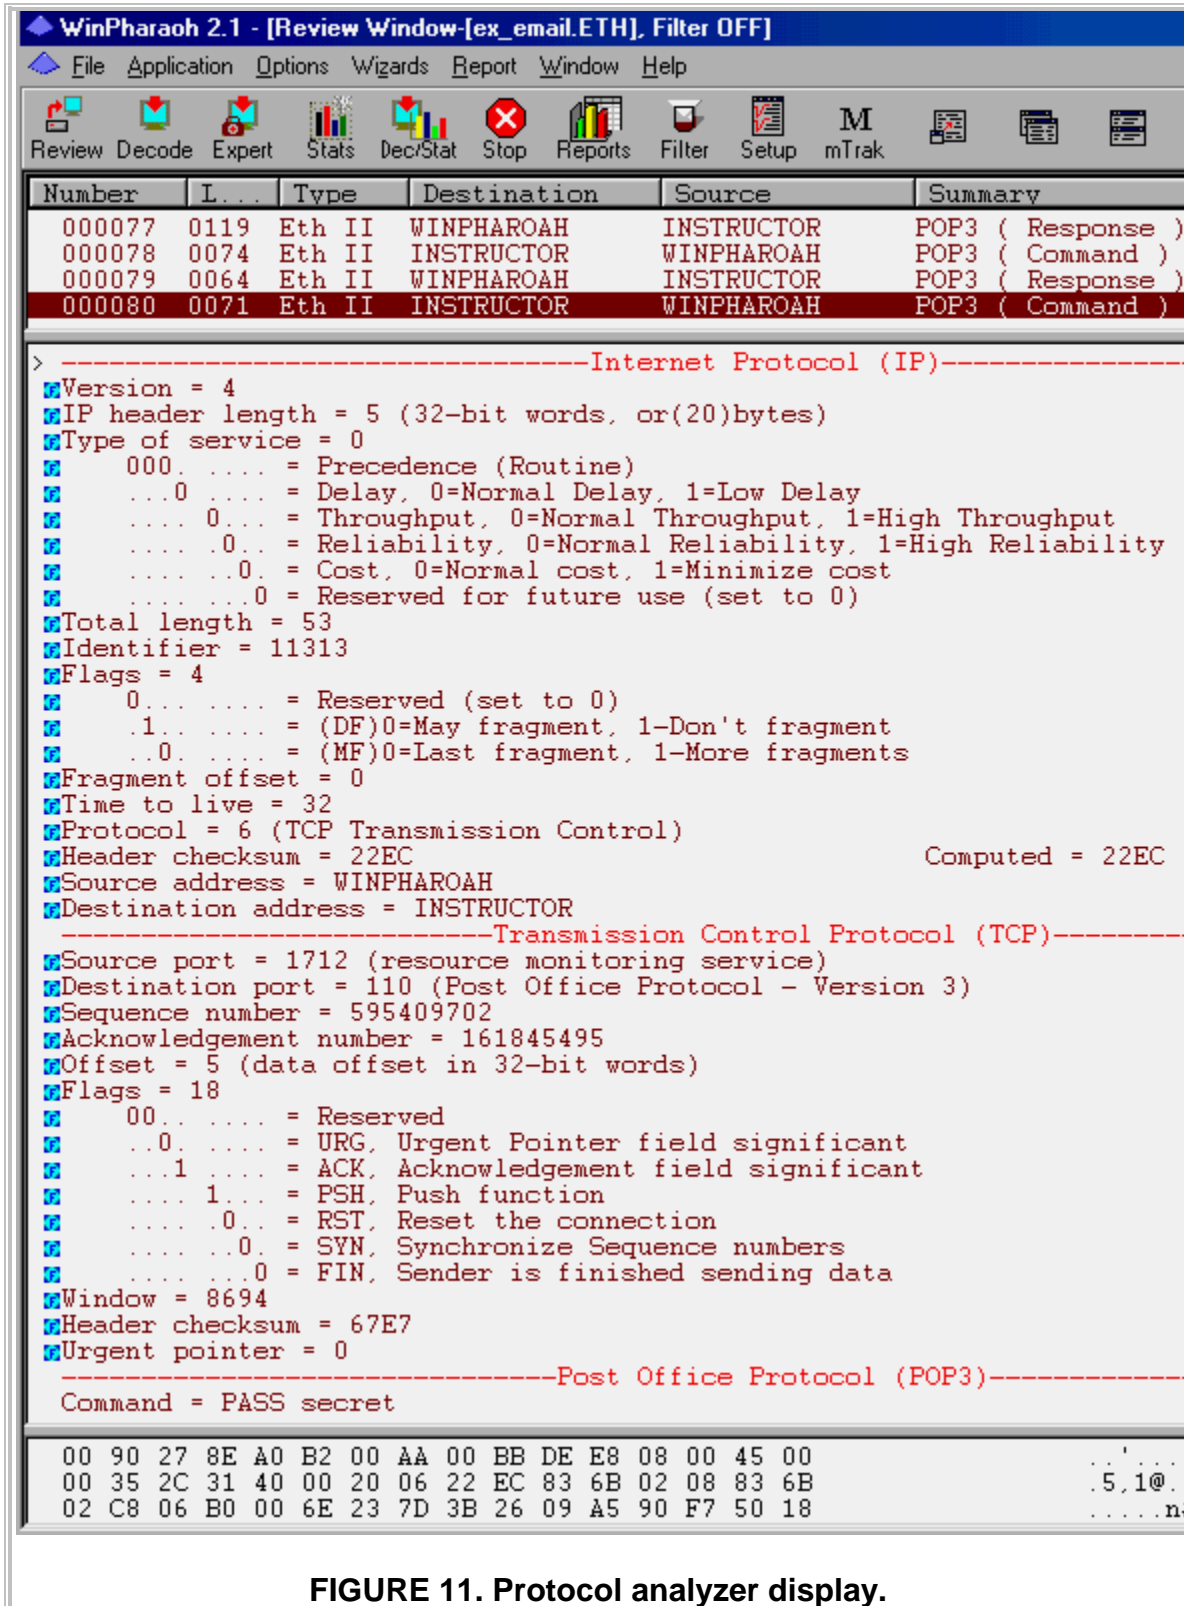 WinPharaoh 2.1 - [Review Window-[ex_email.ETH], Filter OFF]
File Application Options Wizards Report Window Help
Review Decode Expert Stats Dec/Stat Stop Reports Filter Setup M mTrak
Number L... Type Destination Source Summary
000077 0119 Eth II WINPHAROAH INSTRUCTOR POP3 ( Response )
000078 0074 Eth II INSTRUCTOR WINPHAROAH POP3 ( Command )
000079 0064 Eth II WINPHAROAH INSTRUCTOR POP3 ( Response )
000080 0071 Eth II INSTRUCTOR WINPHAROAH POP3 ( Command )
> ---------------------------------Internet Protocol (IP)---------------
Version = 4
IP header length = 5 (32-bit words, or(20)bytes)
Type of service = 0
000. .... = Precedence (Routine)
...0 .... = Delay, 0=Normal Delay, 1=Low Delay
.... 0... = Throughput, 0=Normal Throughput, 1=High Throughput
.... .0.. = Reliability, 0=Normal Reliability, 1=High Reliability
.... ..0. = Cost, 0=Normal cost, 1=Minimize cost
.... ...0 = Reserved for future use (set to 0)
Total length = 53
Identifier = 11313
Flags = 4
0... .... = Reserved (set to 0)
.1.. .... = (DF)0=May fragment, 1-Don't fragment
..0. .... = (MF)0=Last fragment, 1-More fragments
Fragment offset = 0
Time to live = 32
Protocol = 6 (TCP Transmission Control)
Header checksum = 22EC Computed = 22EC
Source address = WINPHAROAH
Destination address = INSTRUCTOR
---------------------------Transmission Control Protocol (TCP)--------
Source port = 1712 (resource monitoring service)
Destination port = 110 (Post Office Protocol - Version 3)
Sequence number = 595409702
Acknowledgement number = 161845495
Offset = 5 (data offset in 32-bit words)
Flags = 18
00.. .... = Reserved
..0. .... = URG, Urgent Pointer field significant
...1 .... = ACK, Acknowledgement field significant
.... 1... = PSH, Push function
.... .0.. = RST, Reset the connection
.... ..0. = SYN, Synchronize Sequence numbers
.... ...0 = FIN, Sender is finished sending data
Window = 8694
Header checksum = 67E7
Urgent pointer = 0
-------------------------------Post Office Protocol (POP3)------------
Command = PASS secret
00 90 27 8E A0 B2 00 AA 00 BB DE E8 08 00 45 00 ..'...
00 35 2C 31 40 00 20 06 22 EC 83 6B 02 08 83 6B .5,1@.
02 C8 06 B0 00 6E 23 7D 3B 26 09 A5 90 F7 50 18 .....n
FIGURE 11. Protocol analyzer display.